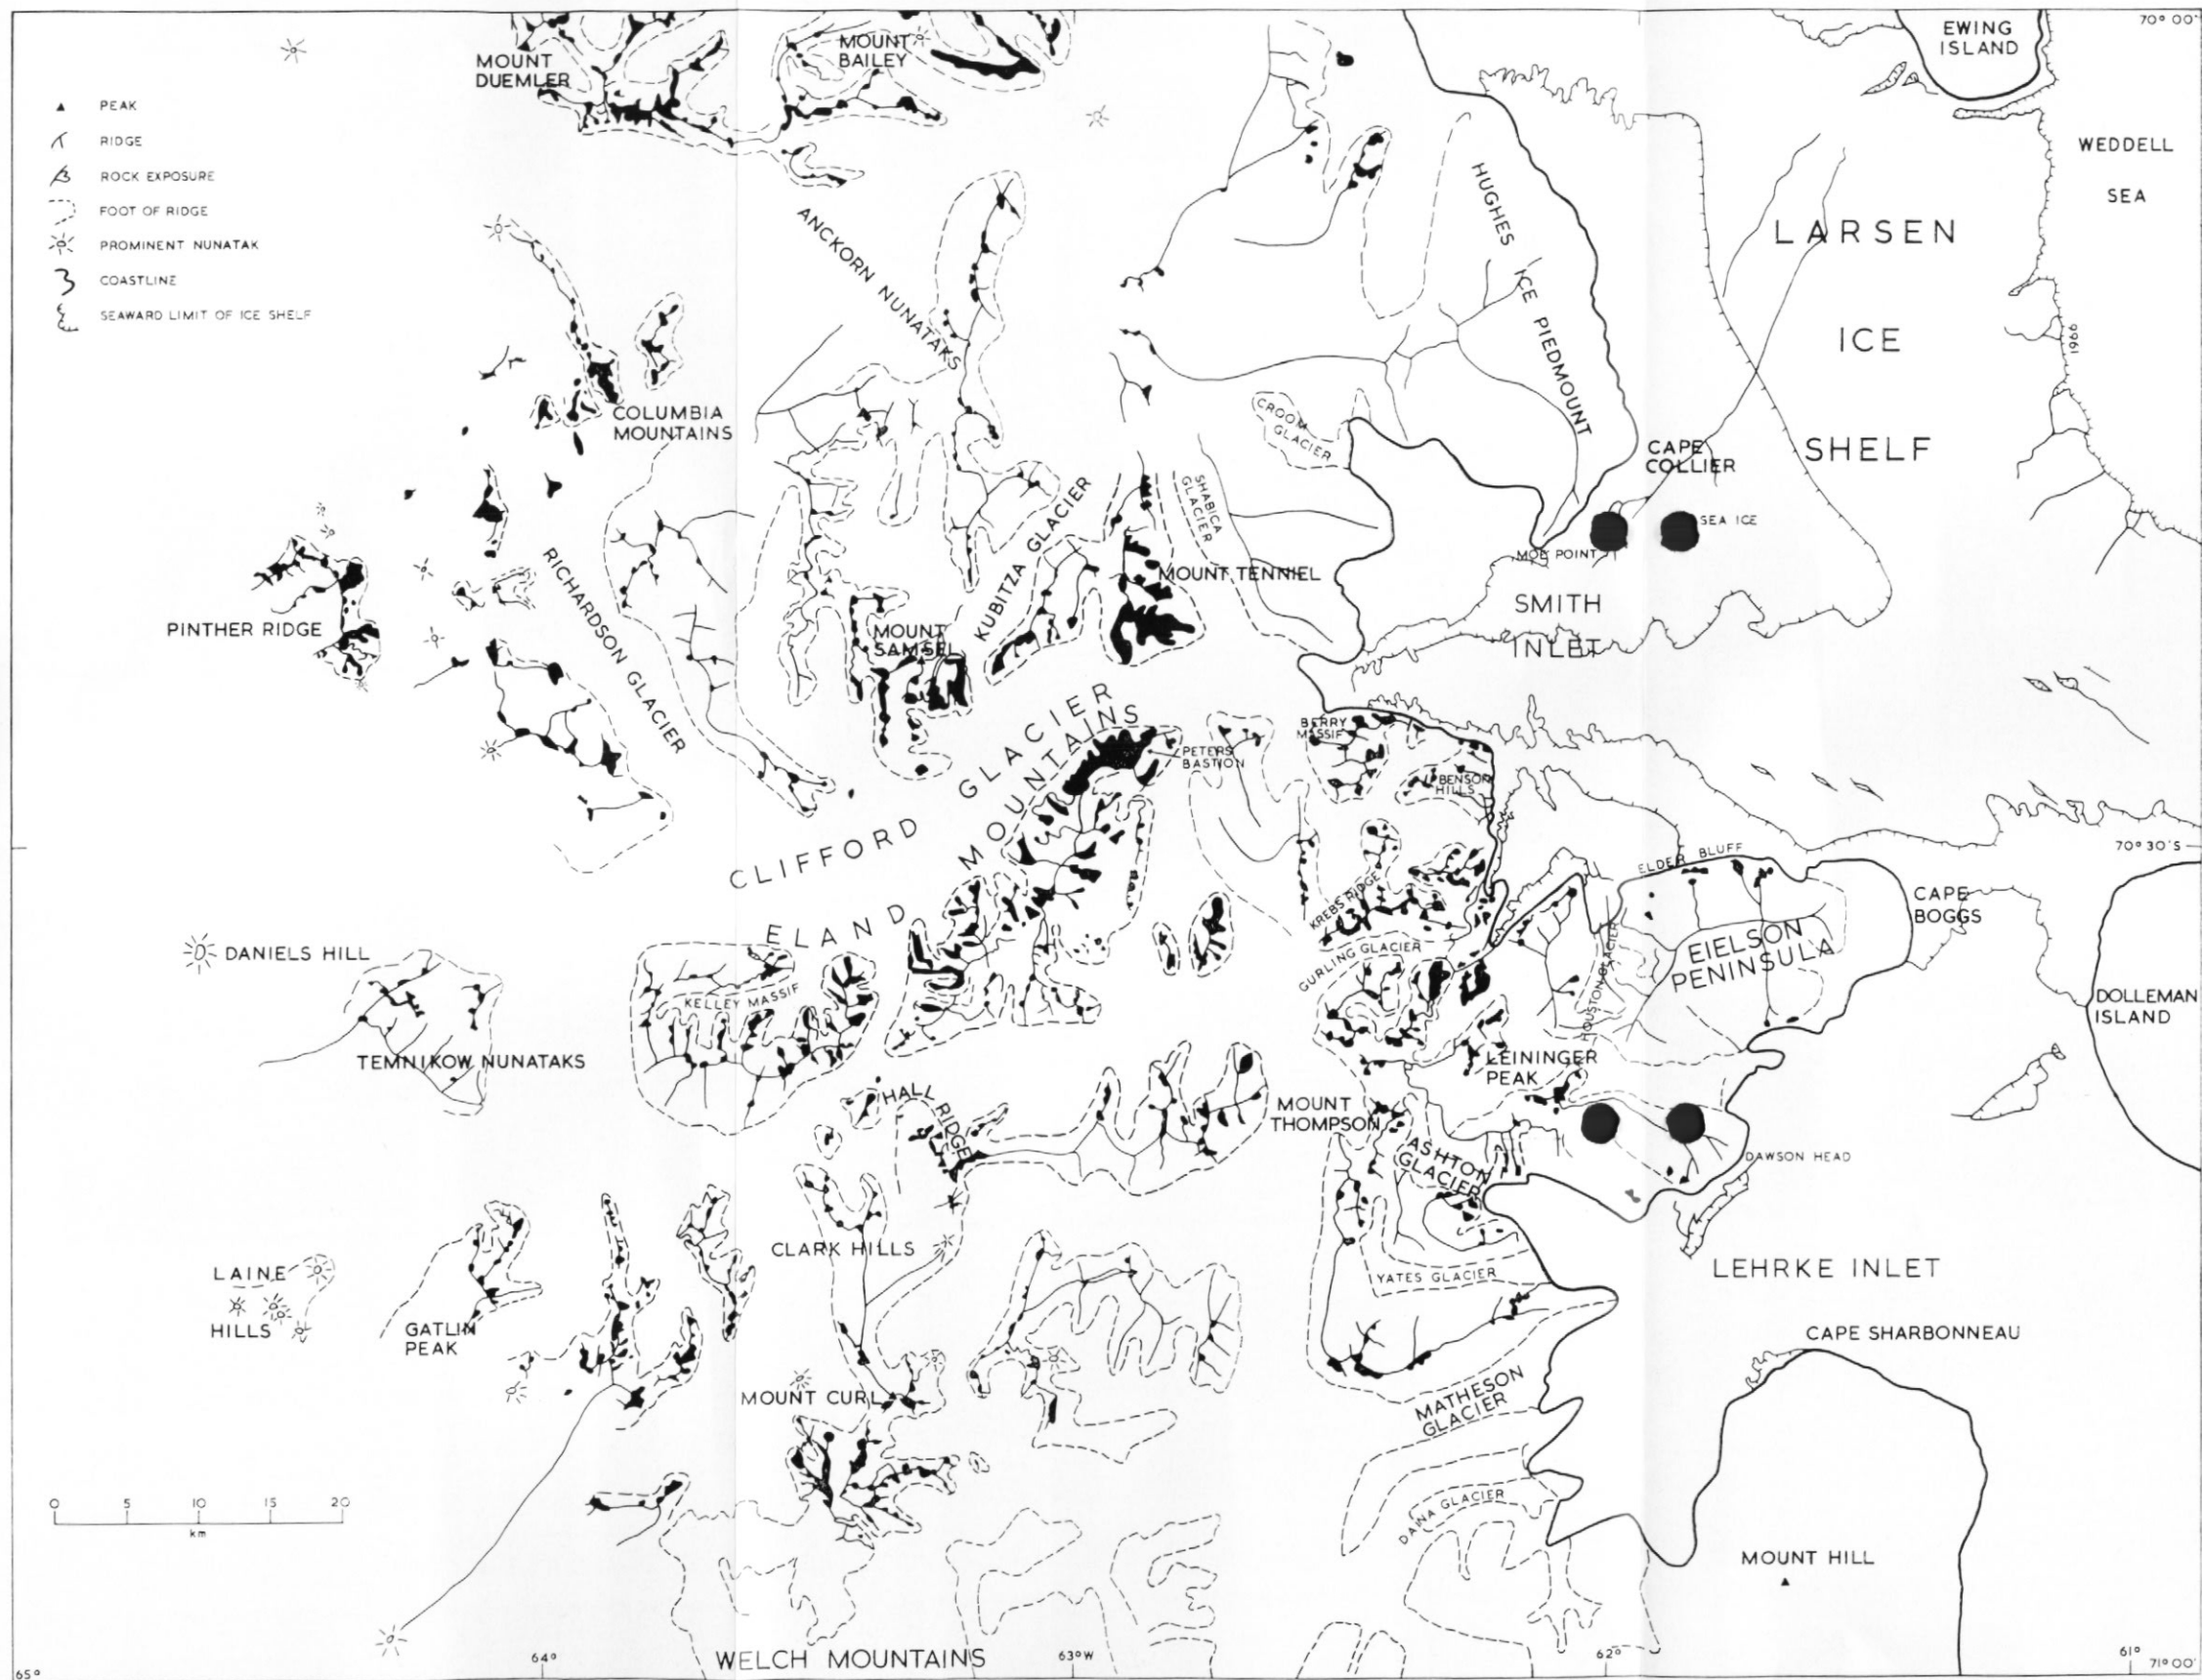 70° 00'
EWING
ISLAND
MOUNT
BAILEY
MOUNT
DUEMLER
PEAK
RIDGE
ROCK EXPOSURE
FOOT OF RIDGE
PROMINENT NUNATAK
COASTLINE
SEAWARD LIMIT OF ICE SHELF
WEDDELL
SEA
HUGHES ICE PIEDMOUNT
LARSEN
ICE
SHELF
ANCKORN NUNATAKS
1966
COLUMBIA
MOUNTAINS
CROOM
GLACIER
CAPE
COLLIER
SHABICA
GLACIER
SEA ICE
MOE POINT
RICHARDSON GLACIER
KUBITZA GLACIER
MOUNT TENNIEL
SMITH
INLET
PINTHER RIDGE
MOUNT
SAMSEL
CLIFFORD GLACIER
ELAND MOUNTAINS
PETERS
BASTION
BERRY
MASSIF
BENSON
HILLS
70° 30'S
ELDER BLUFF
KREBS RIDGE
CAPE
BOGGS
GURLING GLACIER
HOUSTON GLACIER
EIELSON
PENINSULA
DANIELS HILL
KELLEY MASSIF
DOLLEMAN
ISLAND
TEMNIKOW NUNATAKS
LEININGER
PEAK
HALL RIDGE
MOUNT
THOMPSON
ASHTON
GLACIER
DAWSON HEAD
CLARK HILLS
LAINE
HILLS
YATES GLACIER
LEHRKE INLET
GATLIN
PEAK
CAPE SHARBONNEAU
MOUNT CURL
MATHESON
GLACIER
DANA GLACIER
0 5 10 15 20
km
MOUNT HILL
WELCH MOUNTAINS
65°
64°
63°W
62°
61°
71° 00'